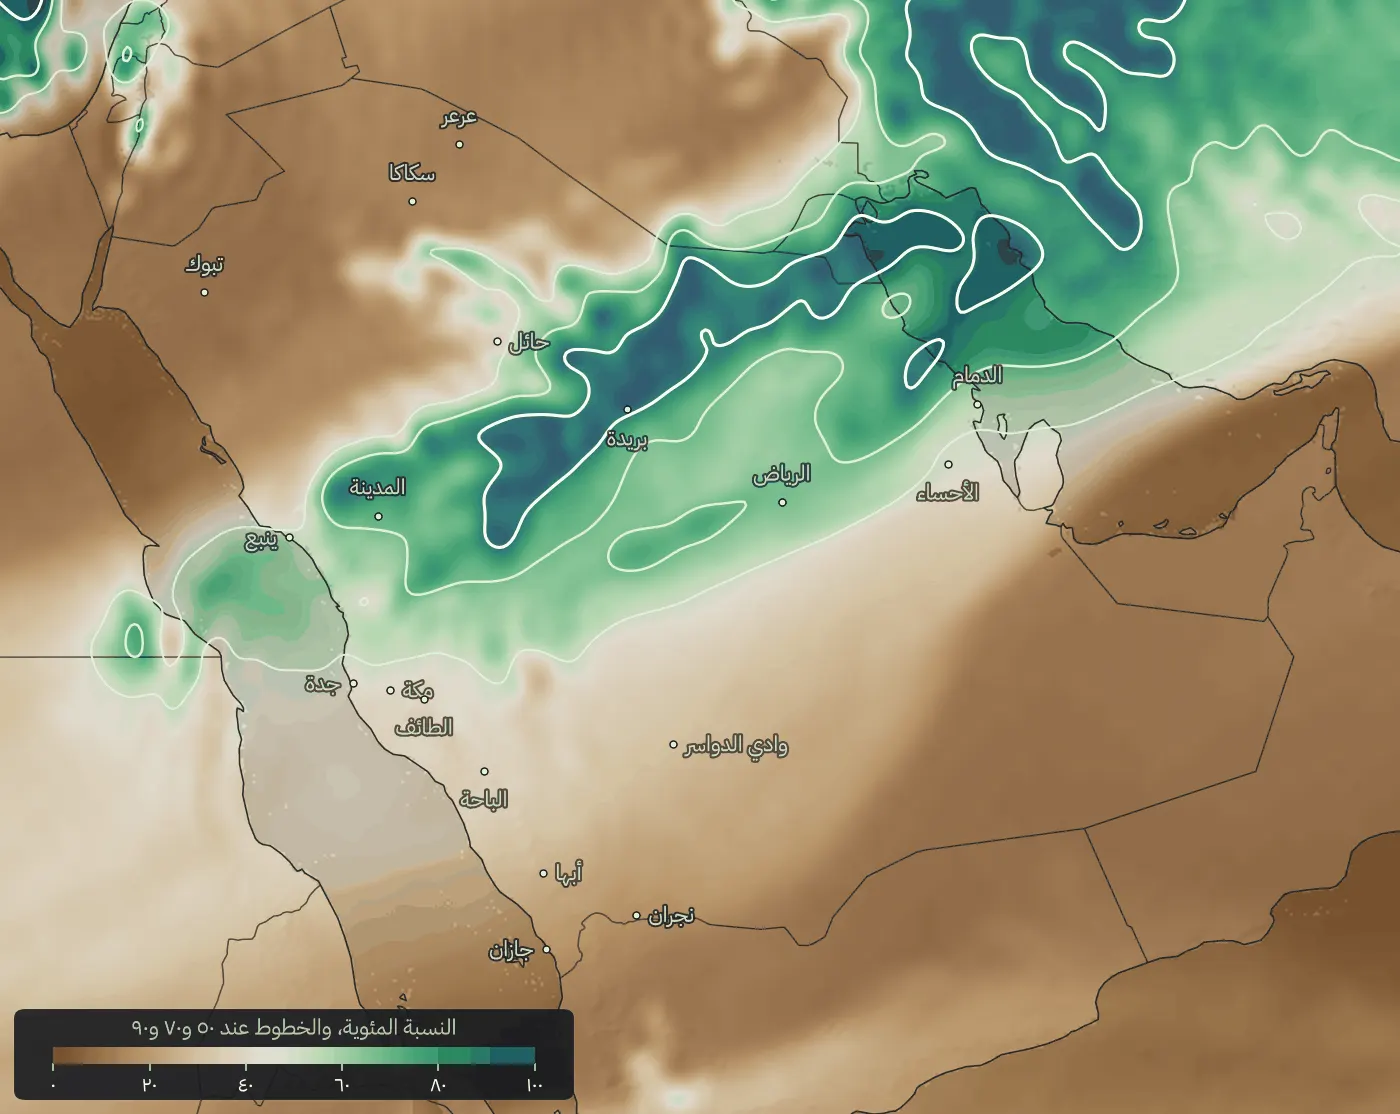 عرعر
سكاكا
تبوك
حائل
الدمام
بريدة
الرياض
المدينة
الأحساء
ينبع
جدة
مكة
الطائف
وادي الدواسر
الباحة
أبها
نجران
جازان
النسبة المئوية، والخطوط عند ٥٠ و٧٠ و٩٠
٠ ٢٠ ٤٠ ٦٠ ٨٠ ١٠٠